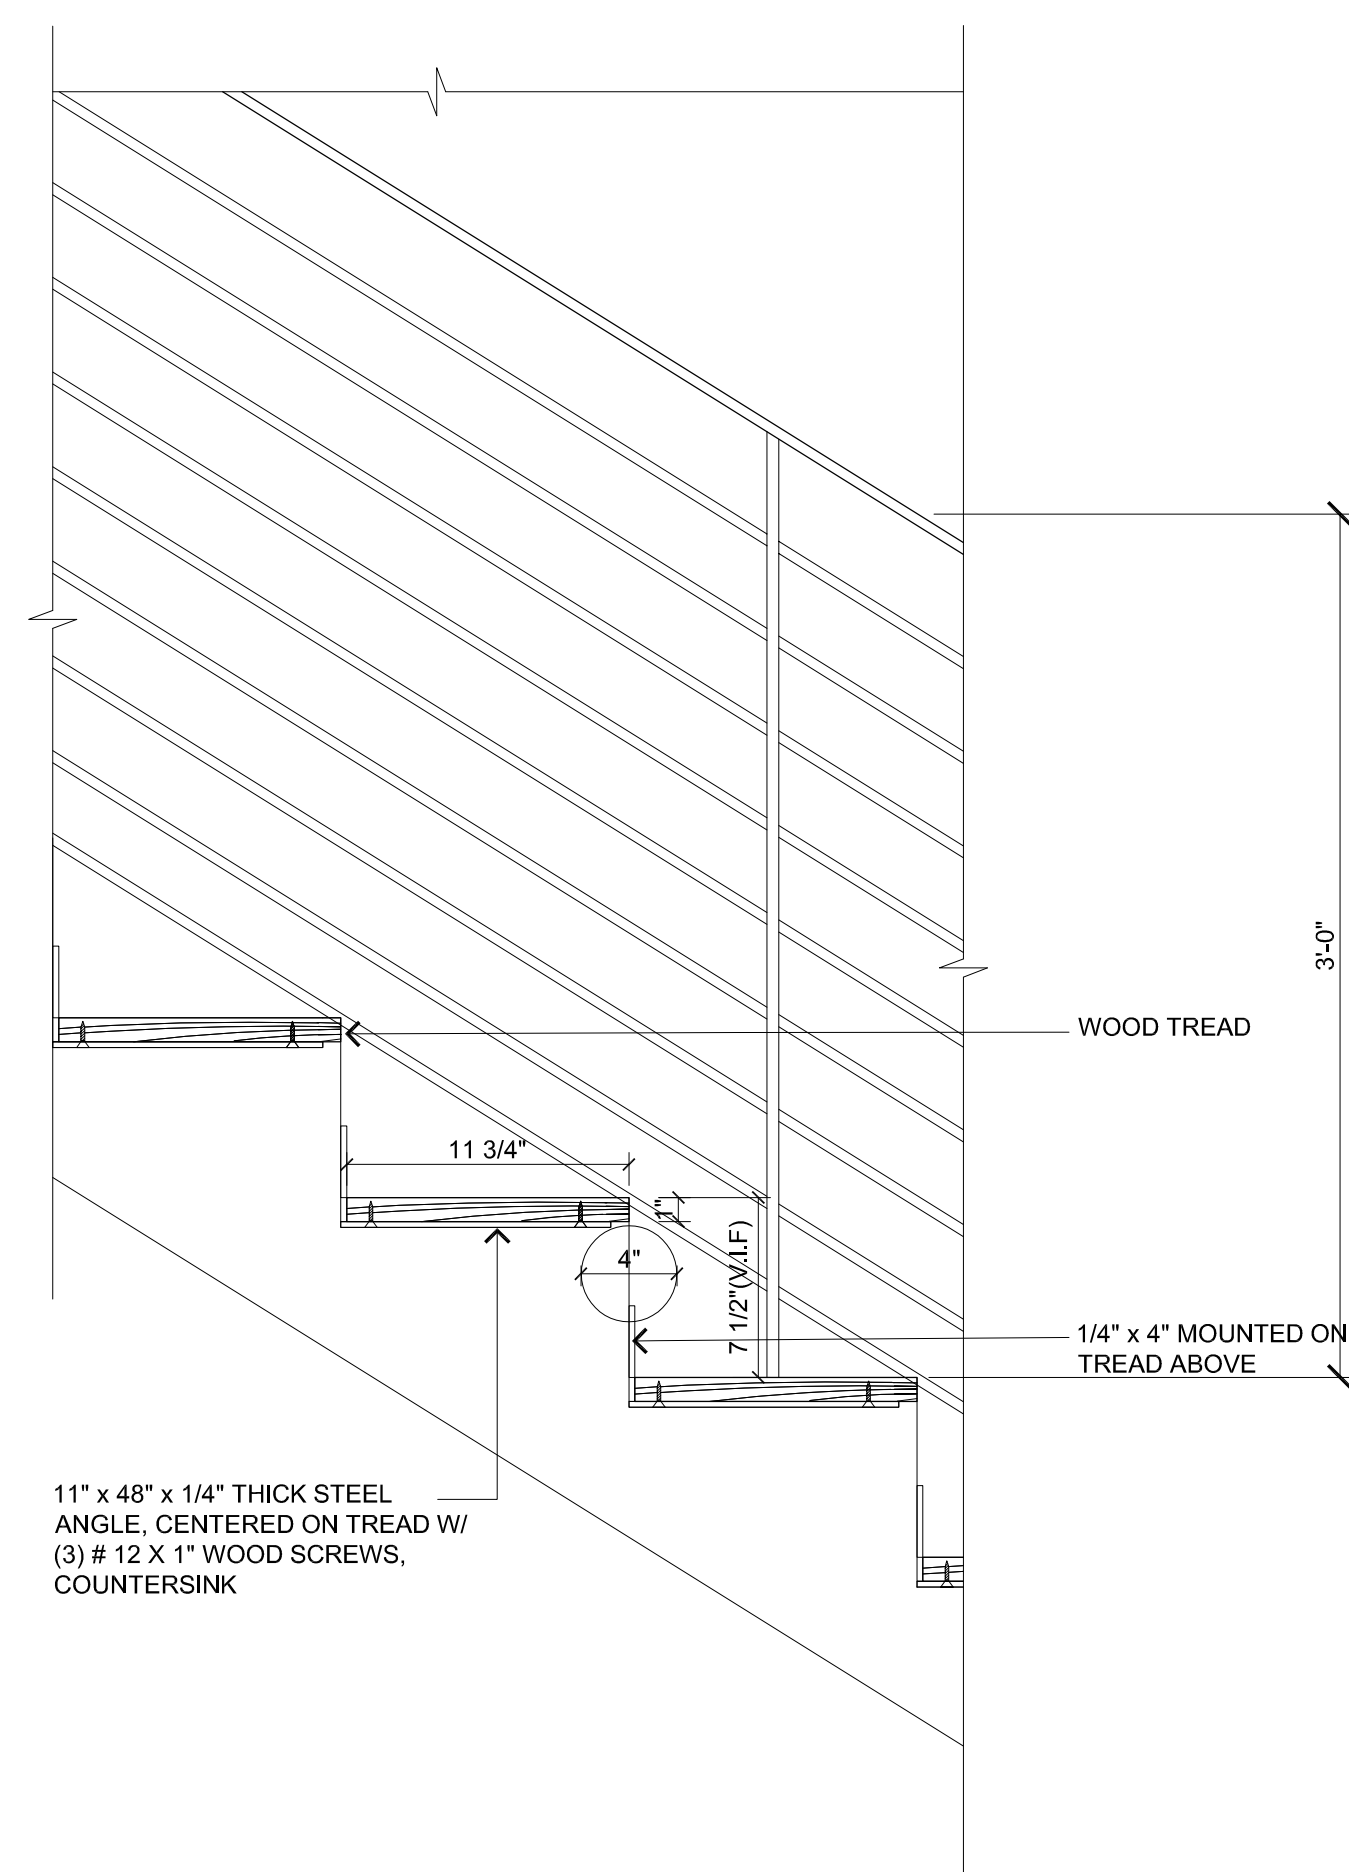 3'-0"
WOOD TREAD
11 3/4"
1"
4"
7 1/2"(V.I.F)
1/4" x 4" MOUNTED ON
TREAD ABOVE
11" x 48" x 1/4" THICK STEEL
ANGLE, CENTERED ON TREAD W/
(3) # 12 X 1" WOOD SCREWS,
COUNTERSINK